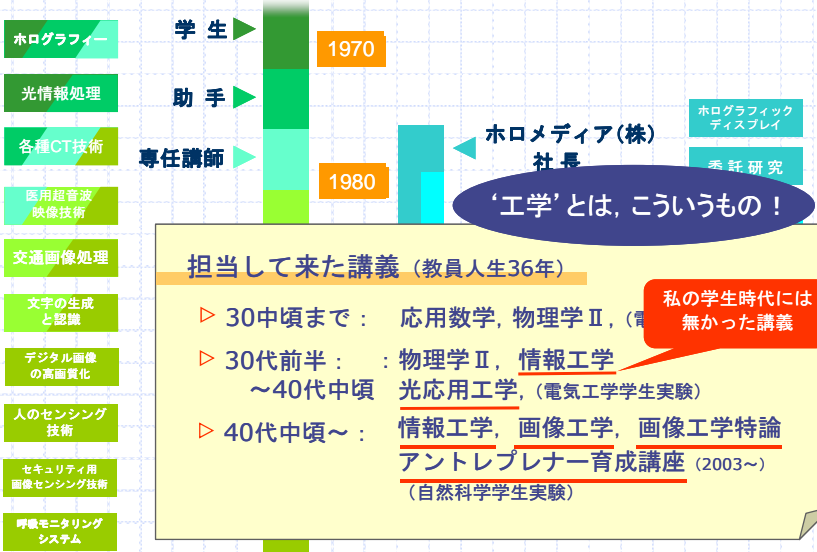 ホログラフィー
光情報処理
各種CT技術
医用超音波
映像技術
交通画像処理
文字の生成
と認識
デジタル画像
の高画質化
人のセンシング
技術
セキュリティ用
画像センシング技術
呼吸モニタリング
システム
学 生
助 手
専任講師
1970
1980
ホロメディア(株)
社 長
ホログラフィック
ディスプレイ
委 託 研 究
‘工学’とは, こういうもの！
担当して来た講義（教員人生36年）
▷ 30中頃まで： 応用数学, 物理学Ⅱ,（
私の学生時代には
無かった講義
▷ 30代前半： ：物理学Ⅱ, 情報工学
～40代中頃 光応用工学,（電気工学学生実験）
▷ 40代中頃～： 情報工学, 画像工学, 画像工学特論
アントレプレナー育成講座（2003～）
（自然科学学生実験）